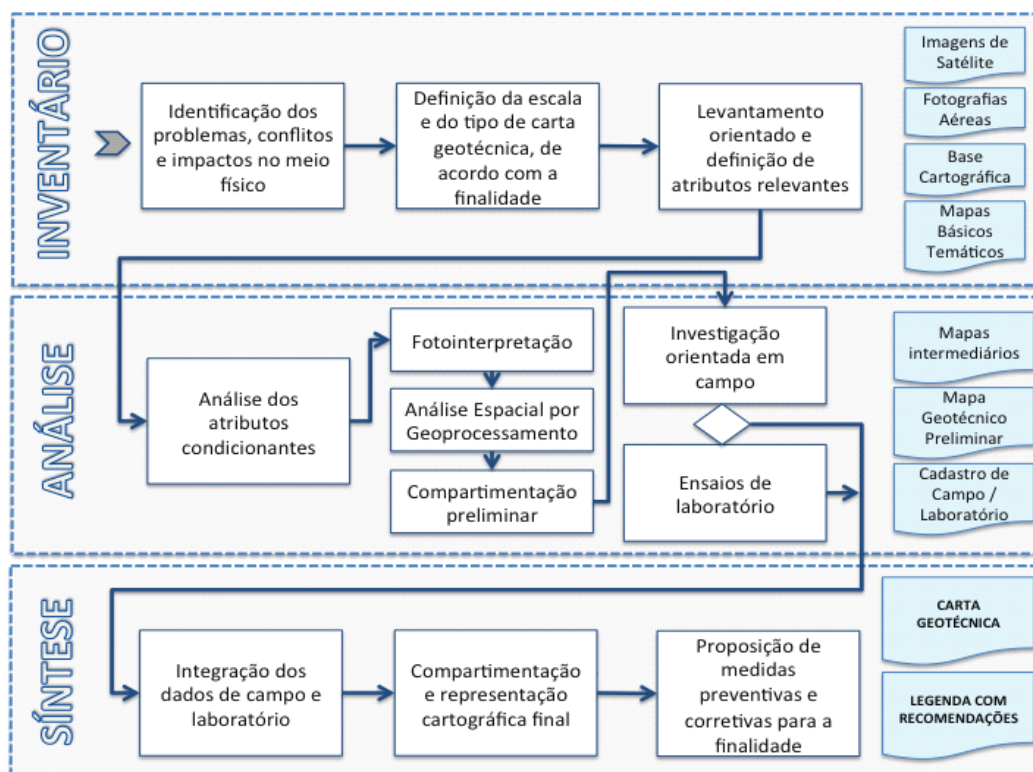 INVENTÁRIO
Identificação dos
problemas, conflitos
e impactos no meio
físico
Definição da escala
e do tipo de carta
geotécnica, de
acordo com a
finalidade
Levantamento
orientado e
definição de
atributos relevantes
Imagens de
Satélite
Fotografias
Aéreas
Base
Cartográfica
Mapas
Básicos
Temáticos
ANÁLISE
Análise dos
atributos
condicionantes
Fotointerpretação
Análise Espacial por
Geoprocessamento
Compartimentação
preliminar
Investigação
orientada em
campo
Ensaios de
laboratório
Mapas
intermediários
Mapa
Geotécnico
Preliminar
Cadastro de
Campo /
Laboratório
SÍNTESE
Integração dos
dados de campo e
laboratório
Compartimentação
e representação
cartográfica final
Proposição de
medidas
preventivas e
corretivas para a
finalidade
CARTA
GEOTÉCNICA
LEGENDA COM
RECOMENDAÇÕES